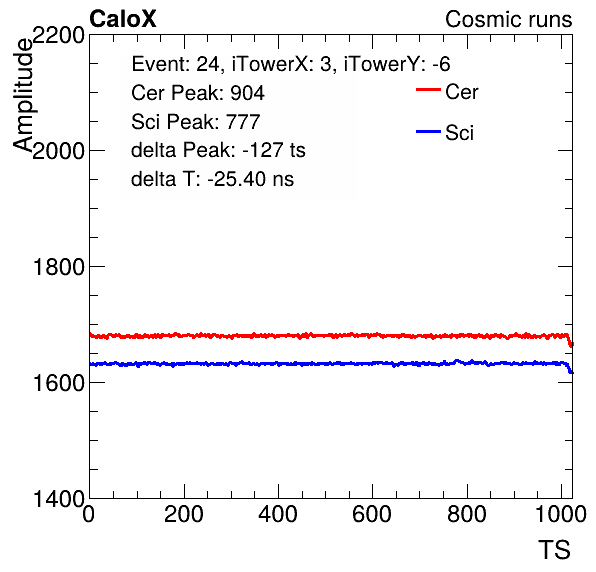 CaloX
Cosmic runs
Amplitude
2200
2000
1800
1600
1400
Event: 24, iTowerX: 3, iTowerY: -6
Cer Peak: 904
Sci Peak: 777
delta Peak: -127 ts
delta T: -25.40 ns
Cer
Sci
0 200 400 600 800 1000
TS